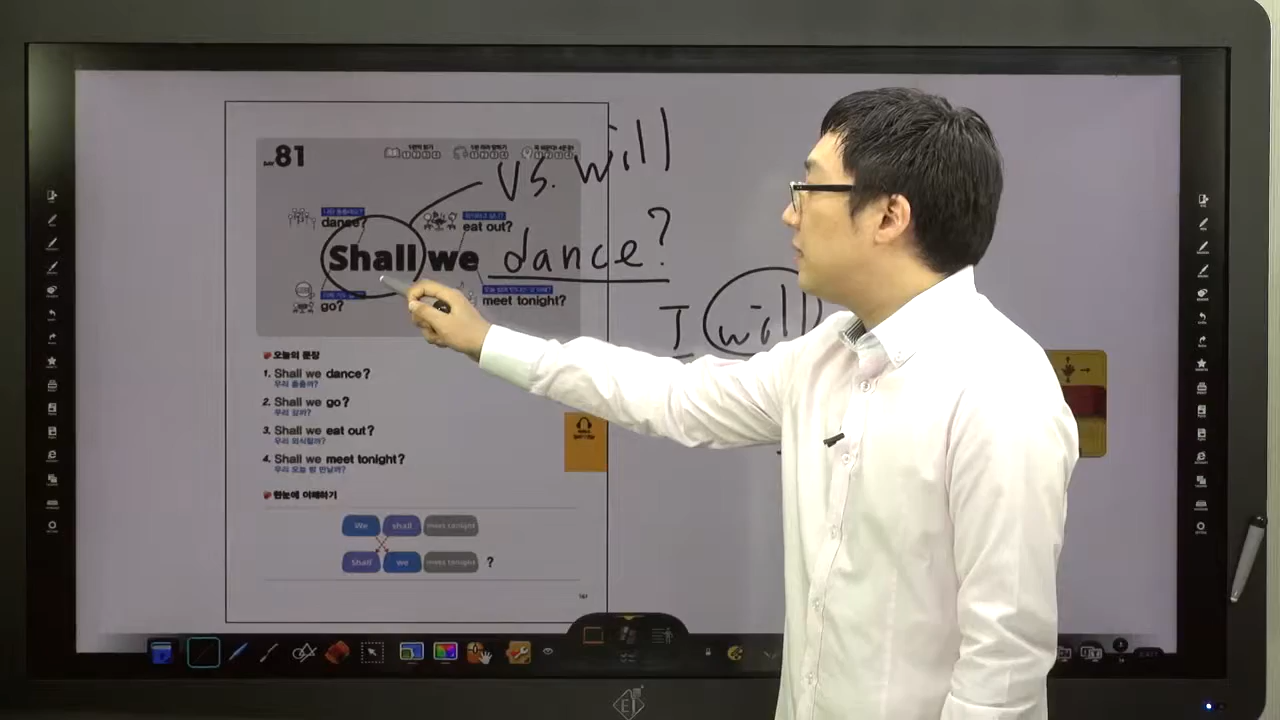 81
vs. will
dance?
eat out?
Shall we dance?
go?
meet tonight?
I will
오늘의 문장
1. Shall we dance?
우리 춤출까?
2. Shall we go?
우리 갈까?
3. Shall we eat out?
우리 외식할까?
4. Shall we meet tonight?
우리 오늘 밤 만날까?
한눈에 이해하기
We shall meet tonight
Shall we meet tonight ?